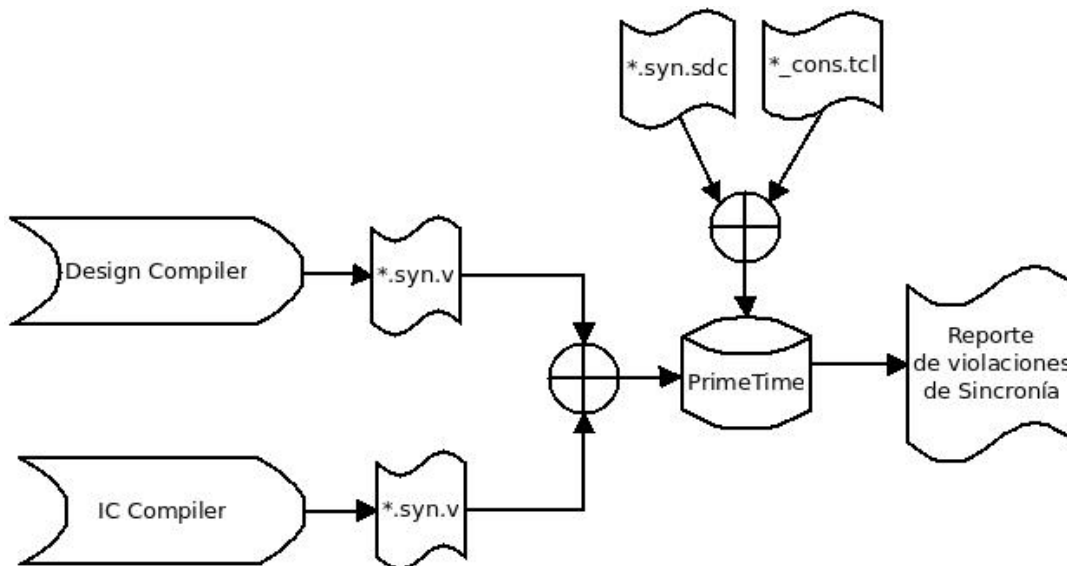 *.syn.sdc
*_cons.tcl
Design Compiler
*.syn.v
Reporte
de violaciones
de Sincronía
PrimeTime
IC Compiler
*.syn.v